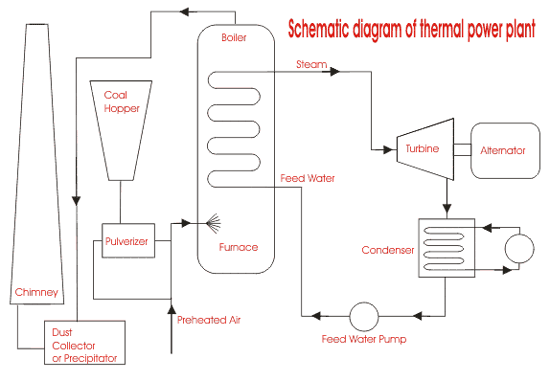 Schematic diagram of thermal power plant
Boiler
Steam
Coal
Hopper
Turbine
Alternator
Feed Water
Pulverizer
Furnace
Condenser
Chimney
Preheated Air
Dust
Collector
or Precipitator
Feed Water Pump